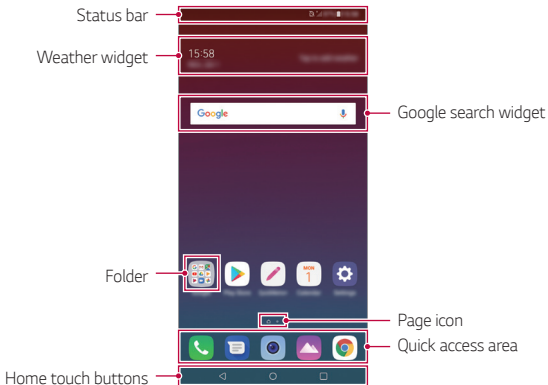 Status bar
Weather widget
15:58
Google
Google search widget
MON
1
Folder
Page icon
Quick access area
Home touch buttons